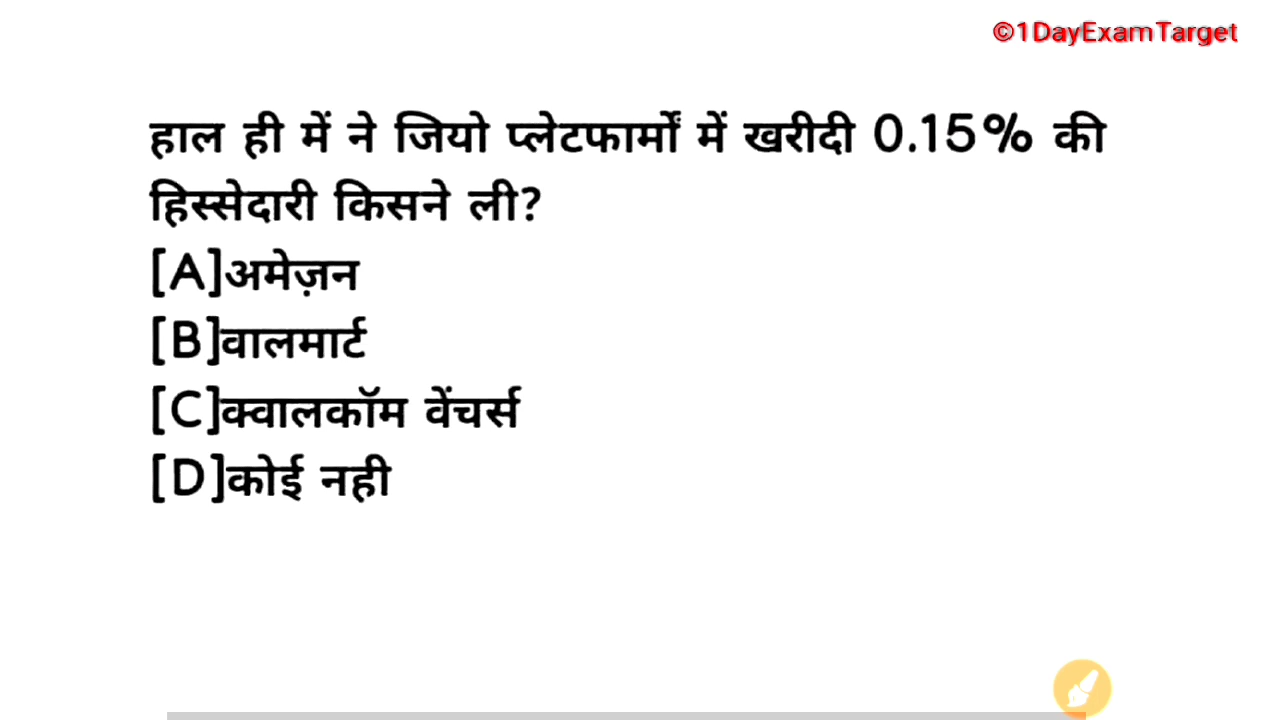 ©1DayExamTarget
हाल ही में ने जियो प्लेटफार्मों में खरीदी 0.15% की
हिस्सेदारी किसने ली?
[A]अमेज़न
[B]वालमार्ट
[C]क्वालकॉम वेंचर्स
[D]कोई नही